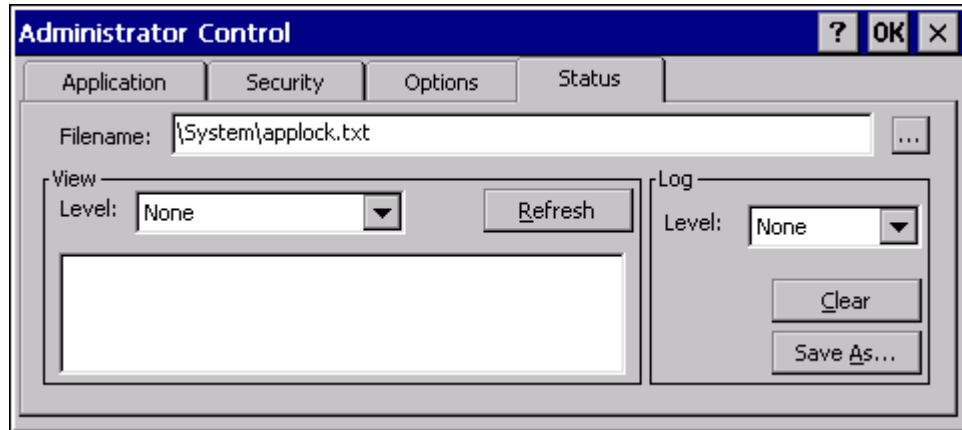 Administrator Control ? OK ×
Application Security Options Status
Filename: \System\applock.txt ...
View Log
Level: None Refresh Level: None
Clear
Save As...